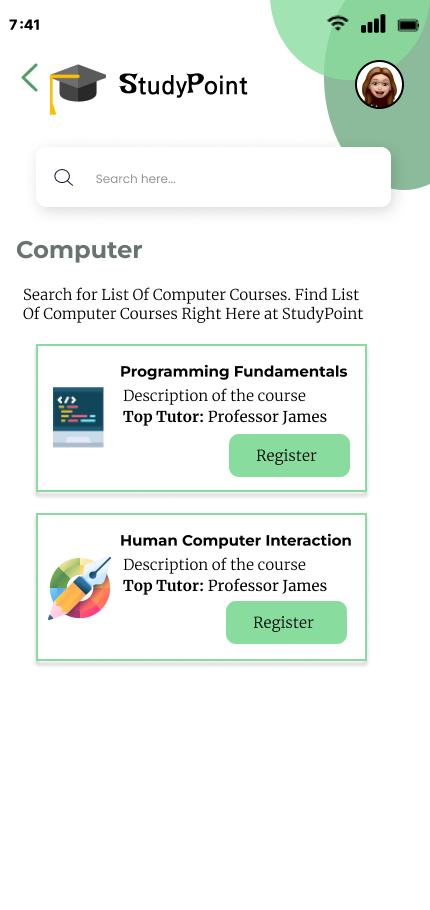 7:41
StudyPoint
Search here...
Computer
Search for List Of Computer Courses. Find List
Of Computer Courses Right Here at StudyPoint
Programming Fundamentals
Description of the course
Top Tutor: Professor James
Register
Human Computer Interaction
Description of the course
Top Tutor: Professor James
Register